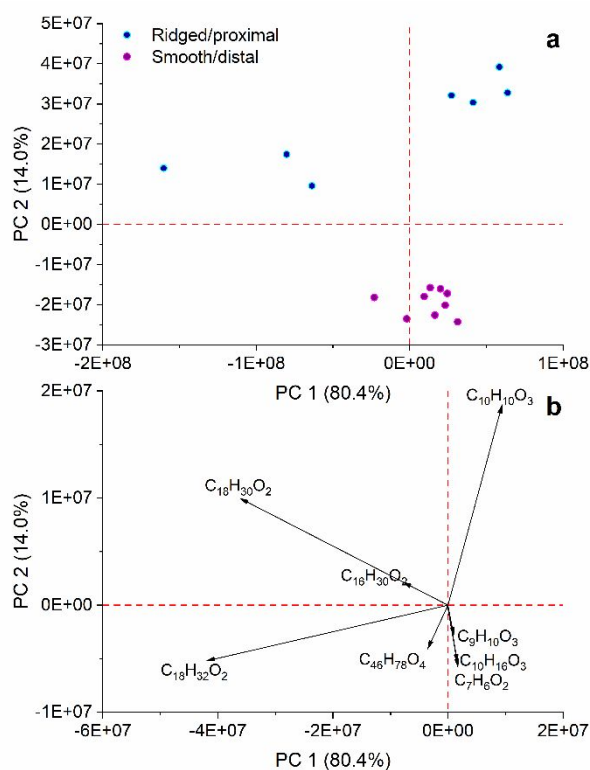 a
Ridged/proximal
Smooth/distal
5E+07
4E+07
3E+07
2E+07
1E+07
0E+00
-1E+07
-2E+07
-3E+07
PC 2 (14.0%)
-2E+08
-1E+08
0E+00
1E+08
PC 1 (80.4%)
b
2E+07
1E+07
0E+00
-1E+07
PC 2 (14.0%)
C₁₀H₁₀O₃
C₁₈H₃₀O₂
C₁₆H₃₀O₂
C₁₈H₃₂O₂
C₄₆H₇₈O₄
C₉H₁₀O₃
C₁₀H₁₆O₃
C₇H₆O₂
-6E+07
-4E+07
-2E+07
0E+00
2E+07
PC 1 (80.4%)